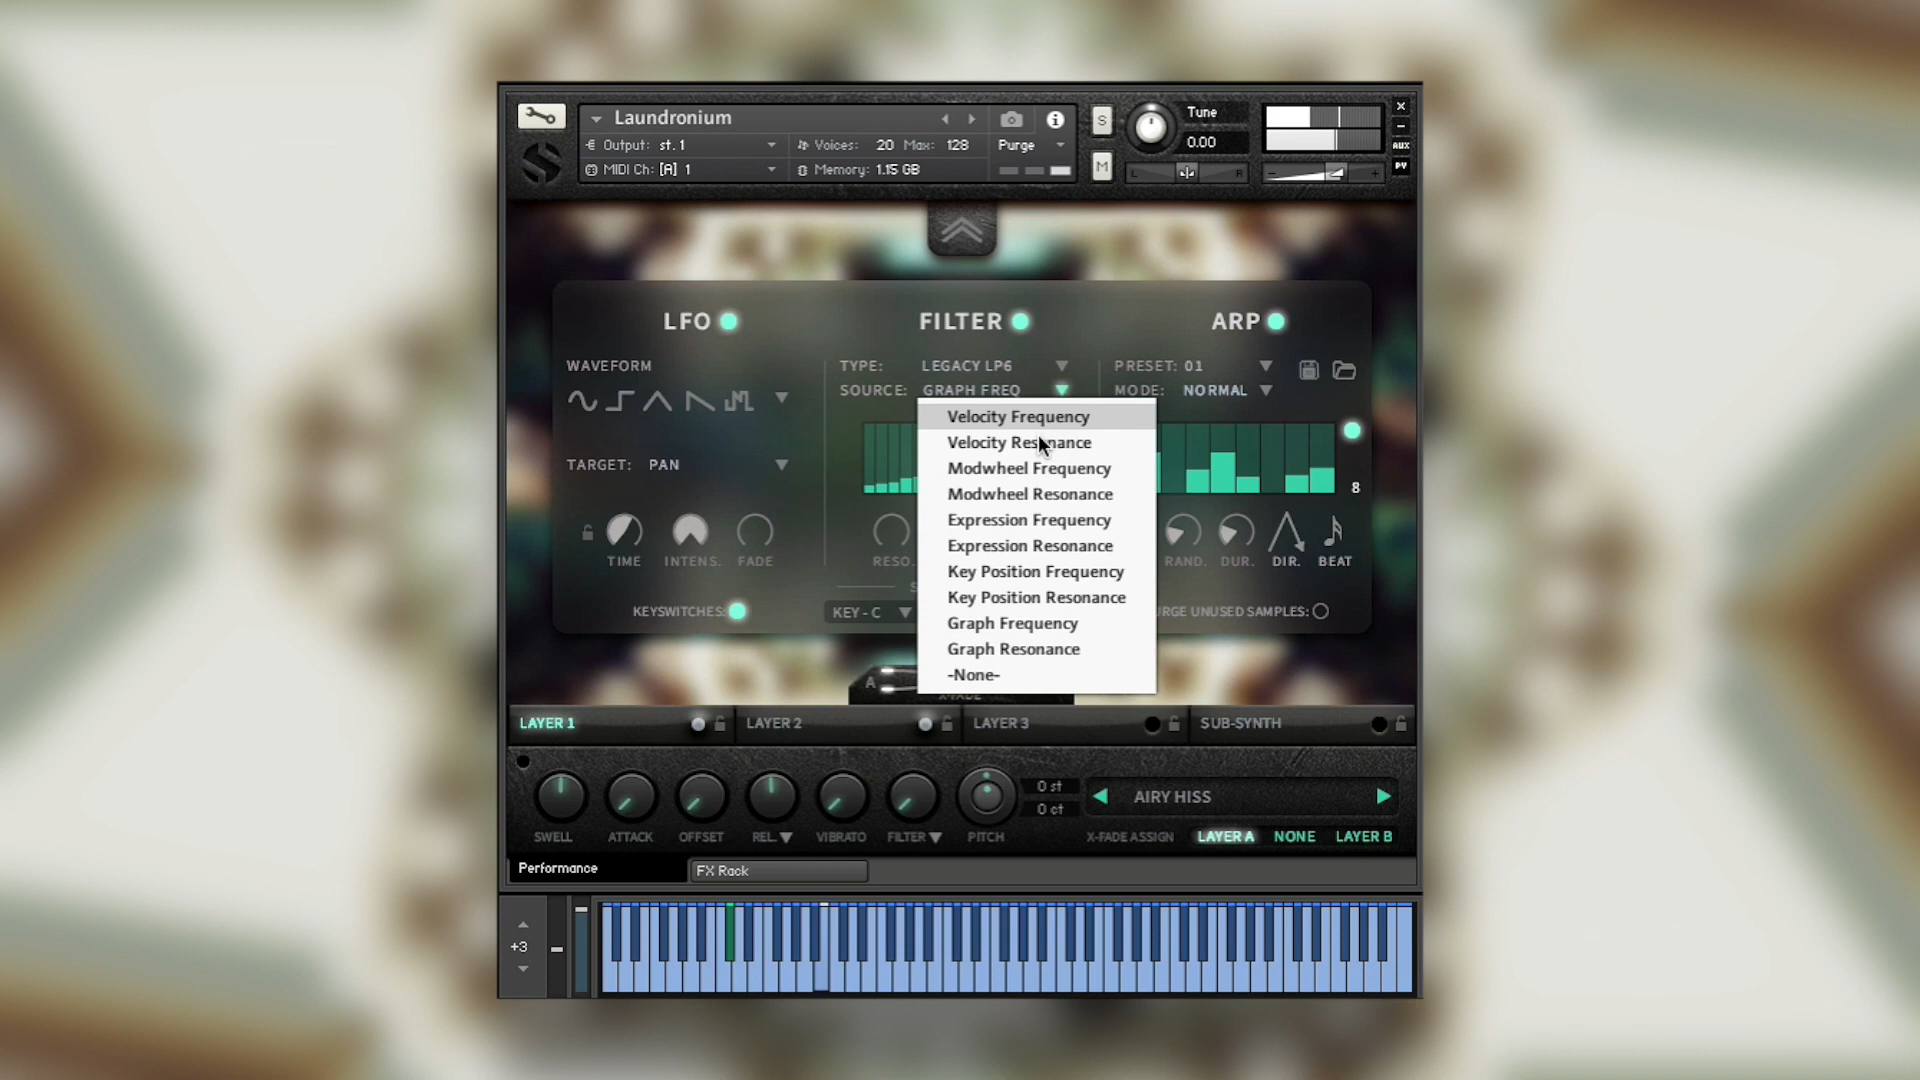 Laundronium
S
Tune
0.00
AUX
PV
Output: st.1
Voices: 20 Max: 128
Purge
MIDI Ch: [A] 1
Memory: 1.15 GB
M
L
R
LFO
FILTER
ARP
WAVEFORM
TYPE: LEGACY LP6
PRESET: 01
SOURCE: GRAPH FREQ
MODE: NORMAL
Velocity Frequency
Velocity Resonance
Modwheel Frequency
Modwheel Resonance
Expression Frequency
Expression Resonance
Key Position Frequency
Key Position Resonance
Graph Frequency
Graph Resonance
-None-
TARGET: PAN
8
TIME
INTENS.
FADE
RESO.
RAND.
DUR.
DIR.
BEAT
KEYSWITCHES:
KEY - C
URGE UNUSED SAMPLES:
A
X-FADE
LAYER 1
LAYER 2
LAYER 3
SUB-SYNTH
0 st
0 ct
AIRY HISS
SWELL
ATTACK
OFFSET
REL.
VIBRATO
FILTER
PITCH
X-FADE ASSIGN
LAYER A
NONE
LAYER B
Performance
FX Rack
+3